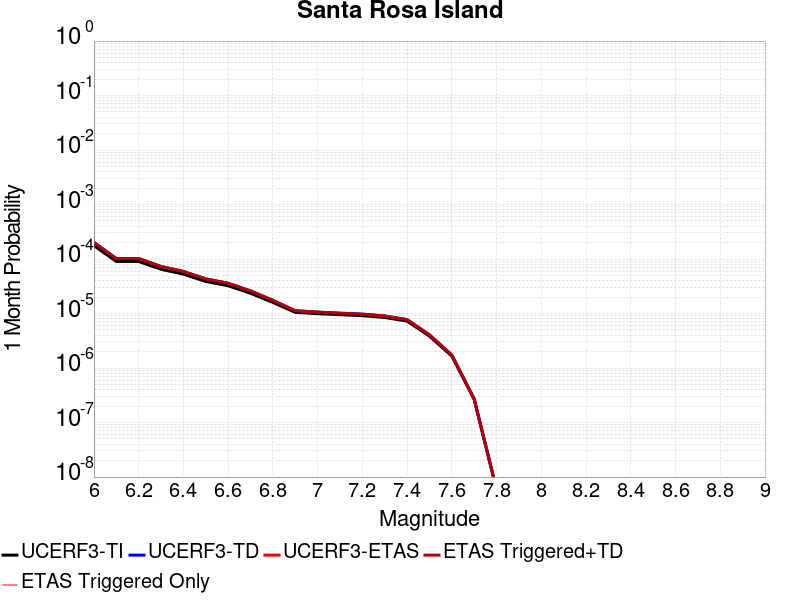 Santa Rosa Island
1 Month Probability
10^0
10^-1
10^-2
10^-3
10^-4
10^-5
10^-6
10^-7
10^-8
6 6.2 6.4 6.6 6.8 7 7.2 7.4 7.6 7.8 8 8.2 8.4 8.6 8.8 9
Magnitude
UCERF3-TI UCERF3-TD UCERF3-ETAS ETAS Triggered+TD
ETAS Triggered Only